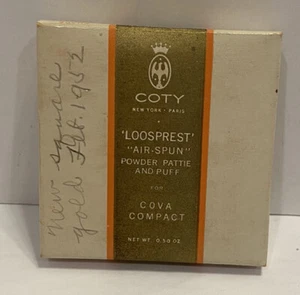 COTY
NEW YORK - PARIS
'LOOSPREST'
"AIR-SPUN"
POWDER PATTIE
AND PUFF
FOR
COVA
COMPACT
NET WT. 0.50 OZ.
New square
gold Feb. 1952